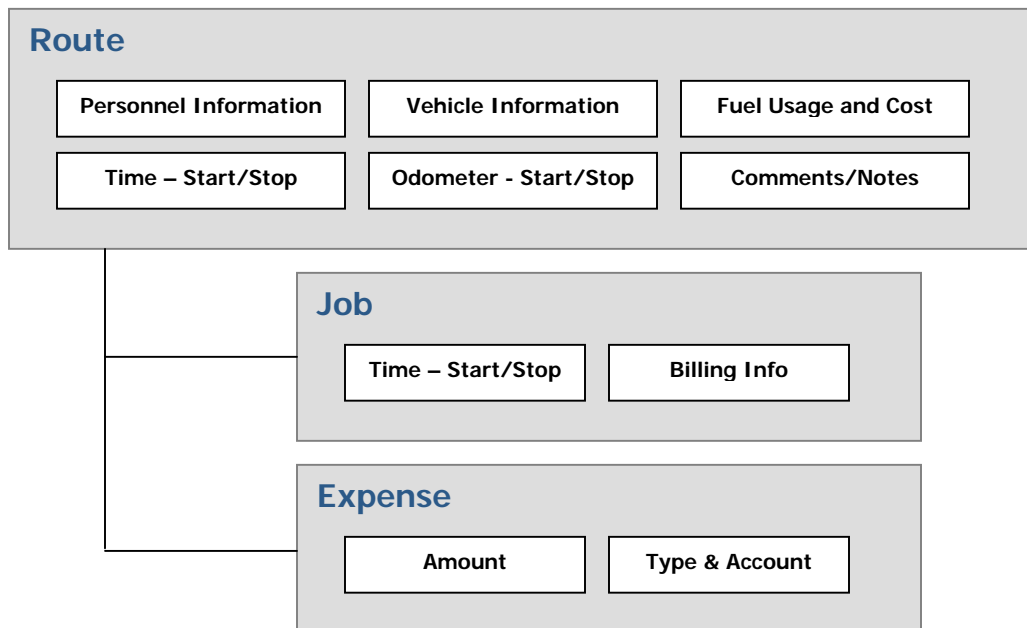 Route
Personnel Information
Vehicle Information
Fuel Usage and Cost
Time – Start/Stop
Odometer - Start/Stop
Comments/Notes
Job
Time – Start/Stop
Billing Info
Expense
Amount
Type & Account